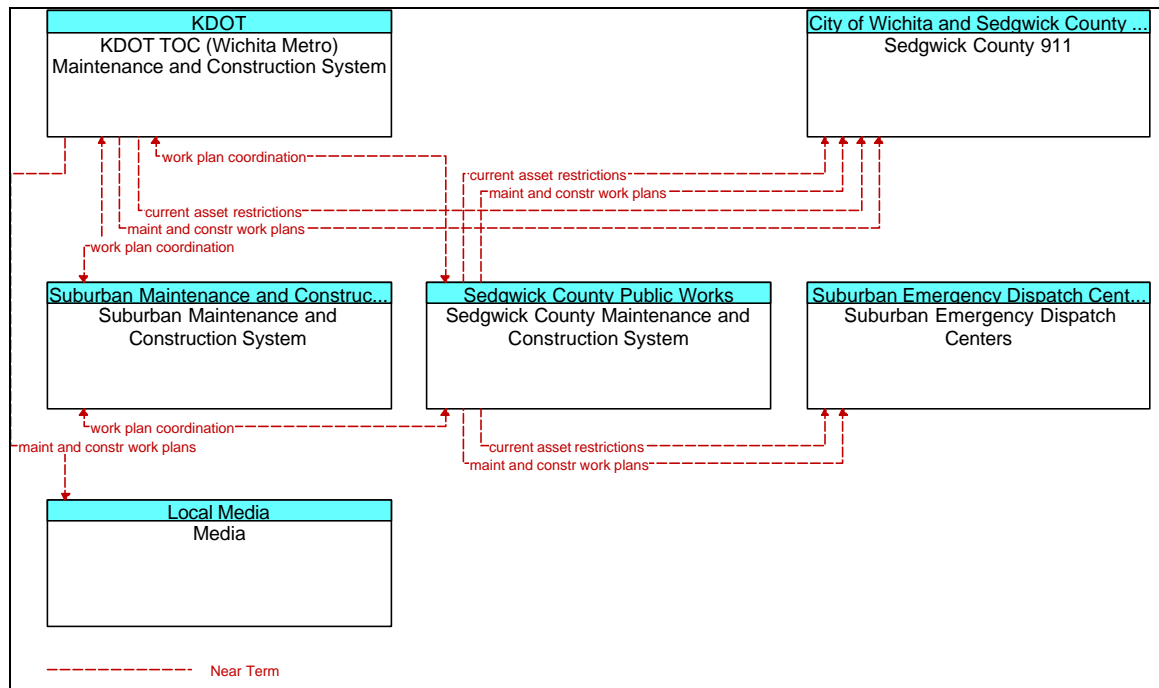 KDOT
KDOT TOC (Wichita Metro)
Maintenance and Construction System
City of Wichita and Sedgwick County ...
Sedgwick County 911
work plan coordination
current asset restrictions
maint and constr work plans
current asset restrictions
maint and constr work plans
work plan coordination
Suburban Maintenance and Construc...
Suburban Maintenance and
Construction System
Sedgwick County Public Works
Sedgwick County Maintenance and
Construction System
Suburban Emergency Dispatch Cent...
Suburban Emergency Dispatch
Centers
work plan coordination
maint and constr work plans
current asset restrictions
maint and constr work plans
Local Media
Media
Near Term